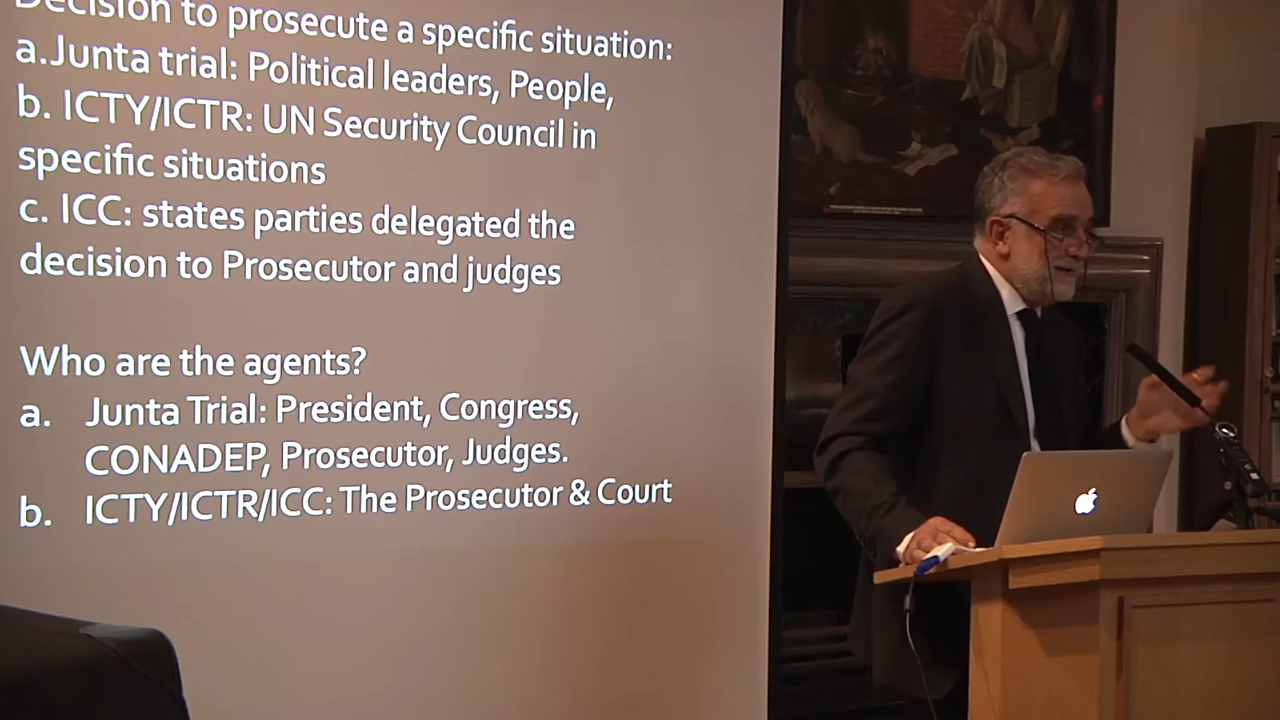 Decision to prosecute a specific situation:
a.Junta trial: Political leaders, People,
b. ICTY/ICTR: UN Security Council in
specific situations
c. ICC: states parties delegated the
decision to Prosecutor and judges
Who are the agents?
a. Junta Trial: President, Congress,
CONADEP, Prosecutor, Judges.
b. ICTY/ICTR/ICC: The Prosecutor & Court